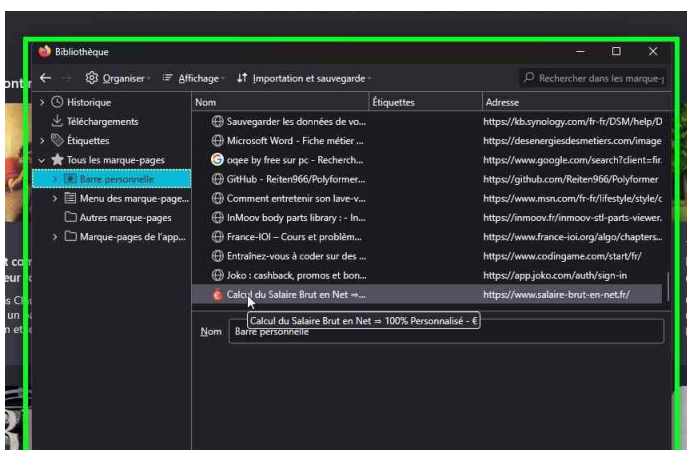 Bibliothèque
Organiser Affichage Importation et sauvegarde Rechercher dans les marque-p
Historique
Téléchargements
Étiquettes
Tous les marque-pages
Barre personnelle
Menu des marque-page...
Autres marque-pages
Marque-pages de l'app...
Nom Étiquettes Adresse
Sauvegarder les données de vo... https://kb.synology.com/fr-fr/DSM/help/D
Microsoft Word - Fiche métier ... https://desenergiesdesmetiers.com/image
oqee by free sur pc - Recherch... https://www.google.com/search?client=fir
GitHub - Reiten966/Polyformer... https://github.com/Reiten966/Polyformer
Comment entretenir son lave-v... https://www.msn.com/fr-fr/lifestyle/style/c
InMoov body parts library : - In... https://inmoov.fr/inmoov-stl-parts-viewer.
France-IOI – Cours et problèm... https://www.france-ioi.org/algo/chapters...
Entraînez-vous à coder sur des ... https://www.codingame.com/start/fr/
Joko : cashback, promos et bon... https://app.joko.com/auth/sign-in
Calcul du Salaire Brut en Net ⇒... https://www.salaire-brut-en-net.fr/
Calcul du Salaire Brut en Net ⇒ 100% Personnalisé - €
Nom Barre personnelle